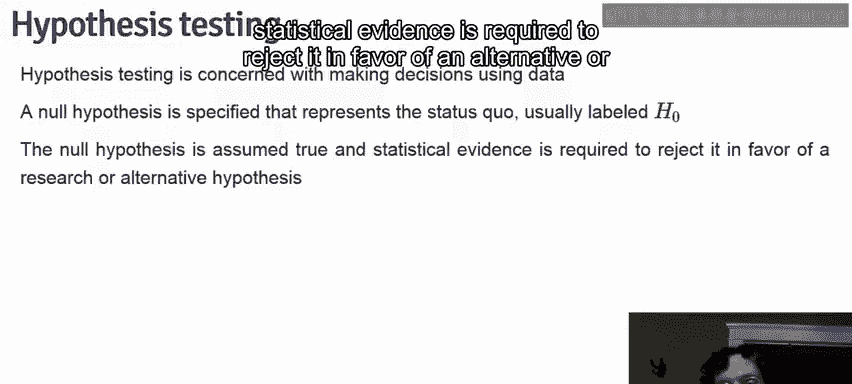 Hypothesis testing
statistical evidence is required to
reject it in favor of an alternative or
Hypothesis testing is concerned with making decisions using data
A null hypothesis is specified that represents the status quo, usually labeled H₀
The null hypothesis is assumed true and statistical evidence is required to reject it in favor of a
research or alternative hypothesis